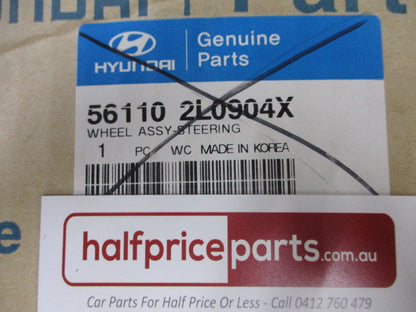 HYUNDAI
Genuine
Parts
56110 2L0904X
WHEEL ASSY-STEERING
1 PC WC MADE IN KOREA
halfpriceparts.com.au
Car Parts For Half Price Or Less - Call 0412 760 479